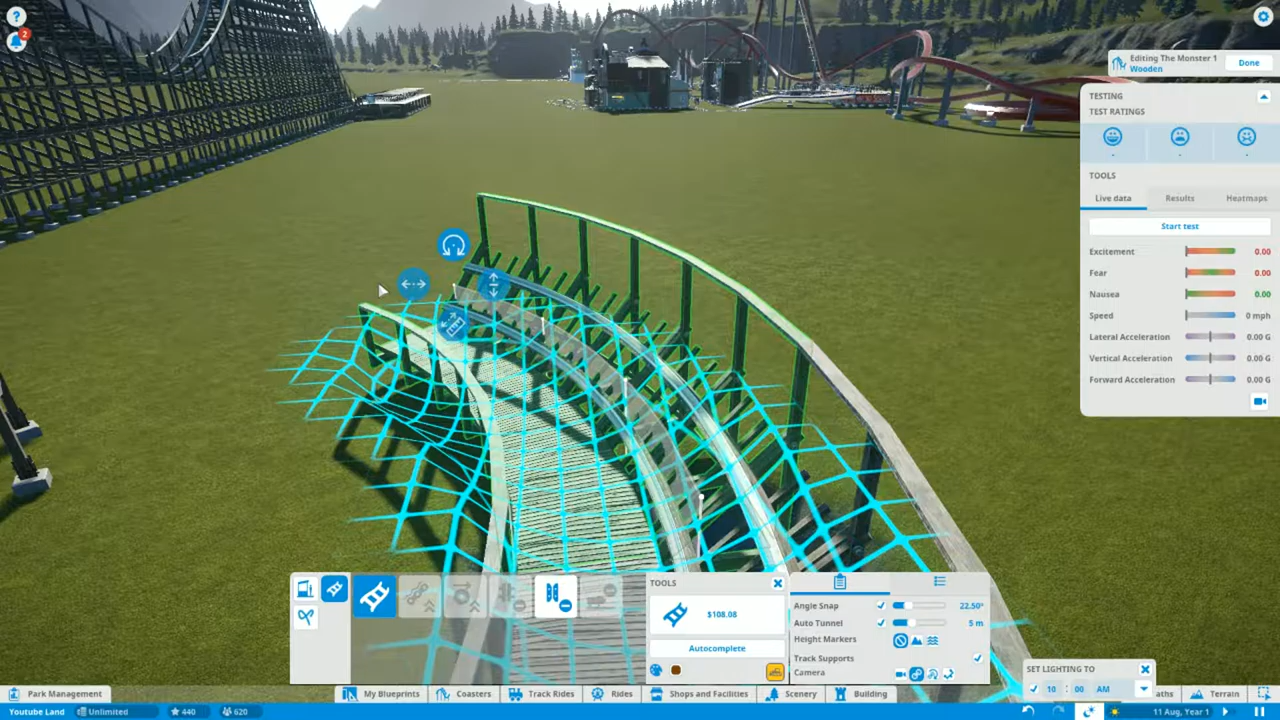 ?
2
Editing The Monster 1
Wooden
Done
TESTING
TEST RATINGS
- - -
TOOLS
Live data Results Heatmaps
Start test
Excitement 0.00
Fear 0.00
Nausea 0.00
Speed 0 mph
Lateral Acceleration 0.00 G
Vertical Acceleration 0.00 G
Forward Acceleration 0.00 G
TOOLS
$108.08
Autocomplete
Angle Snap 22.50°
Auto Tunnel 5 m
Height Markers
Track Supports
Camera
SET LIGHTING TO
10 : 00 AM
Park Management
My Blueprints Coasters Track Rides Rides Shops and Facilities Scenery Building aths Terrain
Youtube Land Unlimited 440 620
11 Aug, Year 1